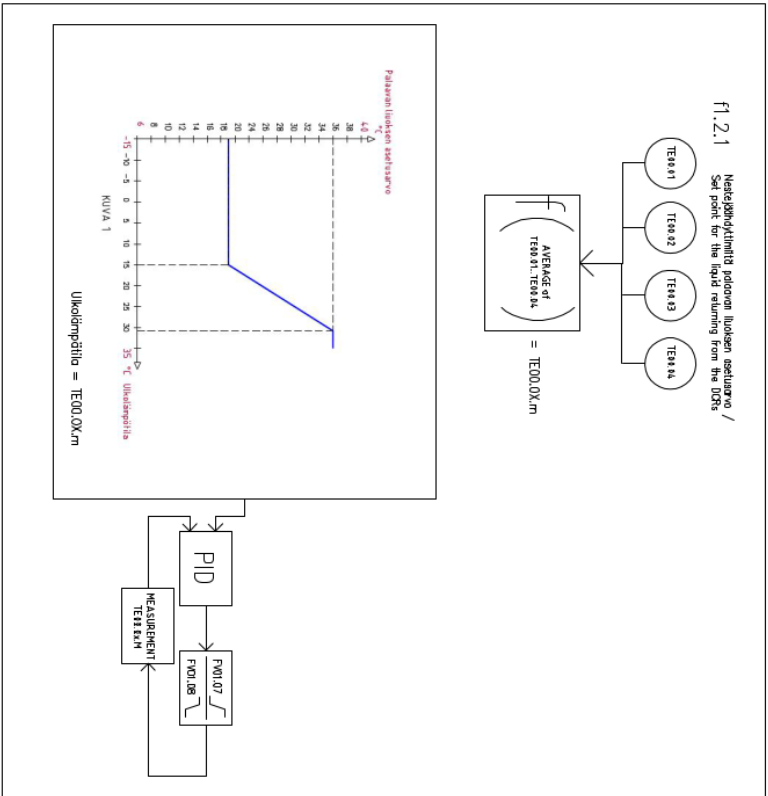 f1.2.1
Nestejäähdyttimiltä palaavan liuoksen asetusarvo /
Set point for the liquid returning from the DCRs
TE00.01
TE00.02
TE00.03
TE00.04
f
AVERAGE of
TE00.01..TE00.04
= TE00.0X.m
Palaavan liuoksen asetusarvo
°C
40
38
36
34
32
30
28
26
24
22
20
18
16
14
12
10
8
6
-15 -10 -5 0 5 10 15 20 25 30 35 °C Ulkolämpötila
KUVA 1
Ulkolämpötila = TE00.0X.m
PID
FV01.07
FV01.08
MEASUREMENT
TE00.0x.M